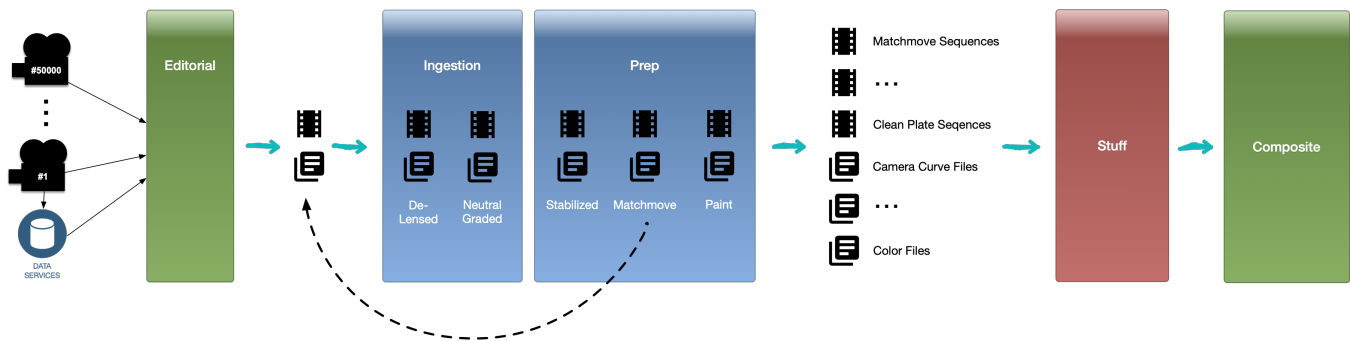 #50000
#1
DATA
SERVICES
Editorial
Ingestion
De-
Lensed
Neutral
Graded
Prep
Stabilized
Matchmove
Paint
Matchmove Sequences
...
Clean Plate Seqences
Camera Curve Files
...
Color Files
Stuff
Composite